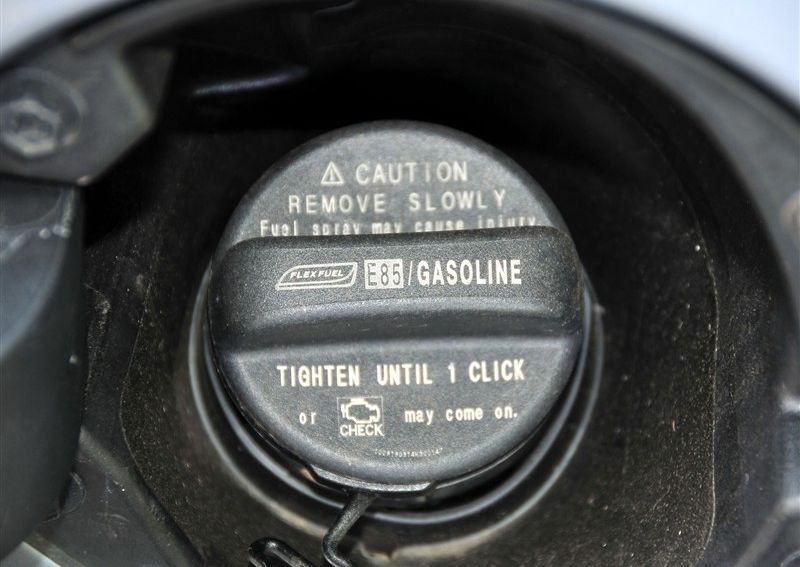 ⚠ CAUTION
REMOVE SLOWLY
Fuel spray may cause injury
FLEXFUEL E85/GASOLINE
TIGHTEN UNTIL 1 CLICK
or CHECK may come on.